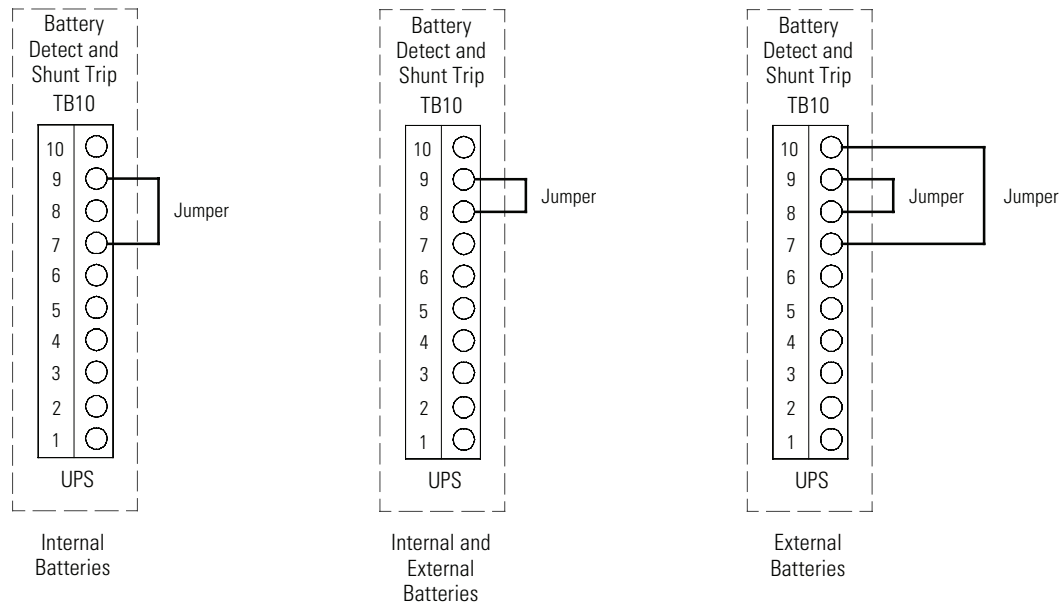 Battery
Detect and
Shunt Trip
TB10
10
9
8
7
6
5
4
3
2
1
Jumper
UPS
Internal
Batteries
Battery
Detect and
Shunt Trip
TB10
10
9
8
7
6
5
4
3
2
1
Jumper
UPS
Internal and
External
Batteries
Battery
Detect and
Shunt Trip
TB10
10
9
8
7
6
5
4
3
2
1
Jumper
Jumper
UPS
External
Batteries